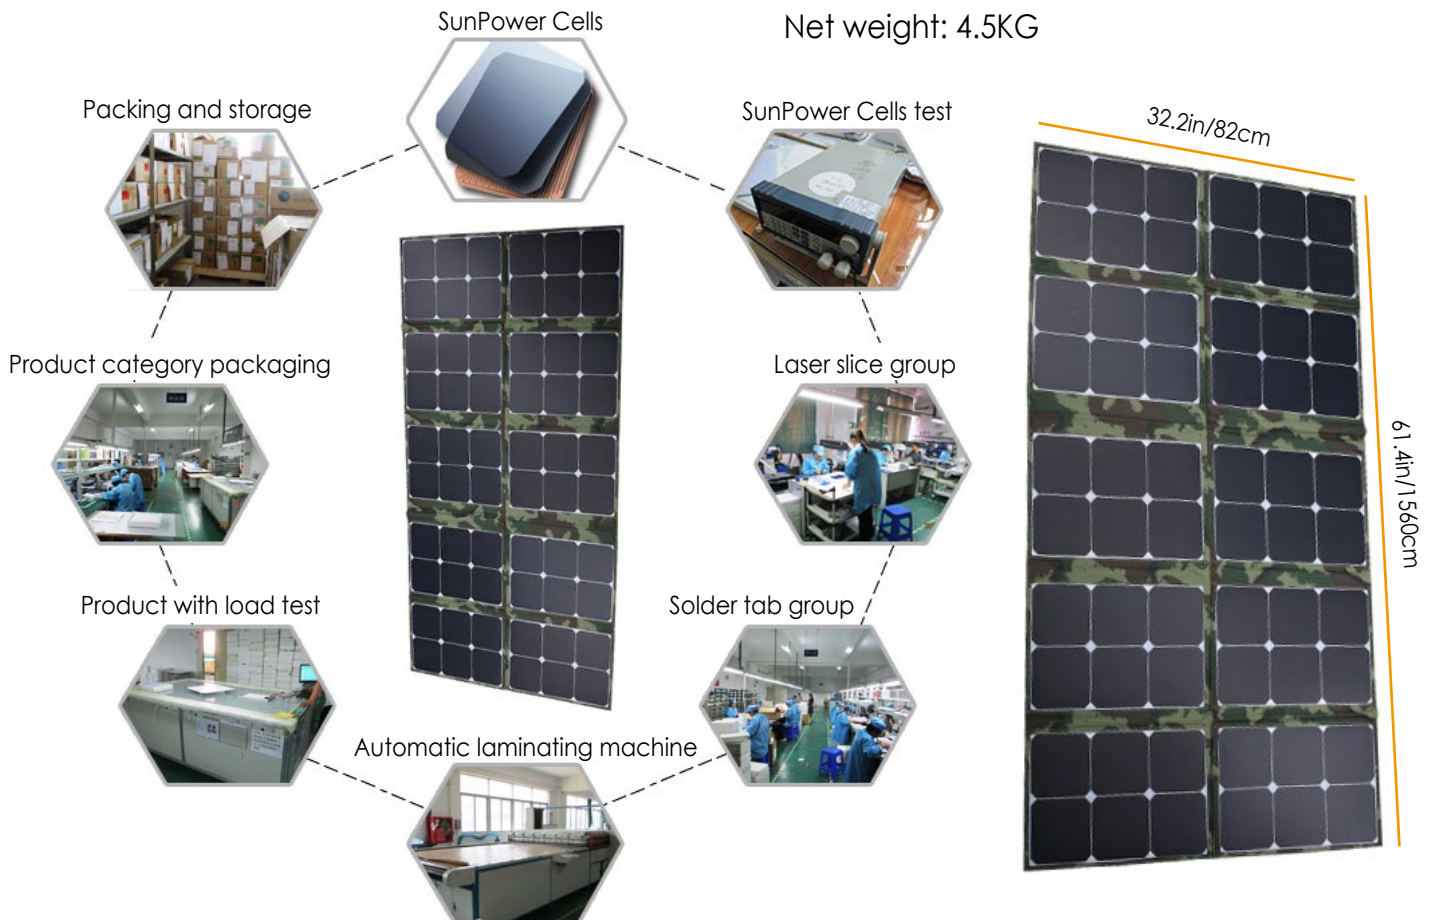 SunPower Cells
Net weight: 4.5KG
Packing and storage
SunPower Cells test
32.2in/82cm
Product category packaging
Laser slice group
61.4in/1560cm
Product with load test
Solder tab group
Automatic laminating machine